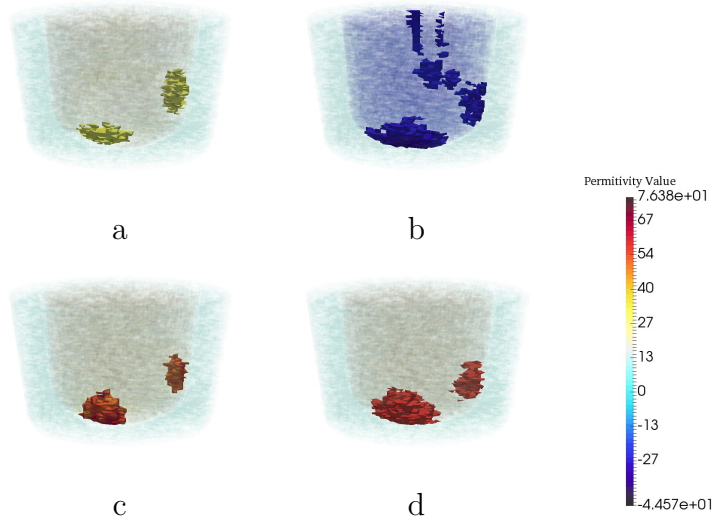 a
b
Permitivity Value
7.638e+01
67
54
40
27
13
0
-13
-27
-4.457e+01
c
d